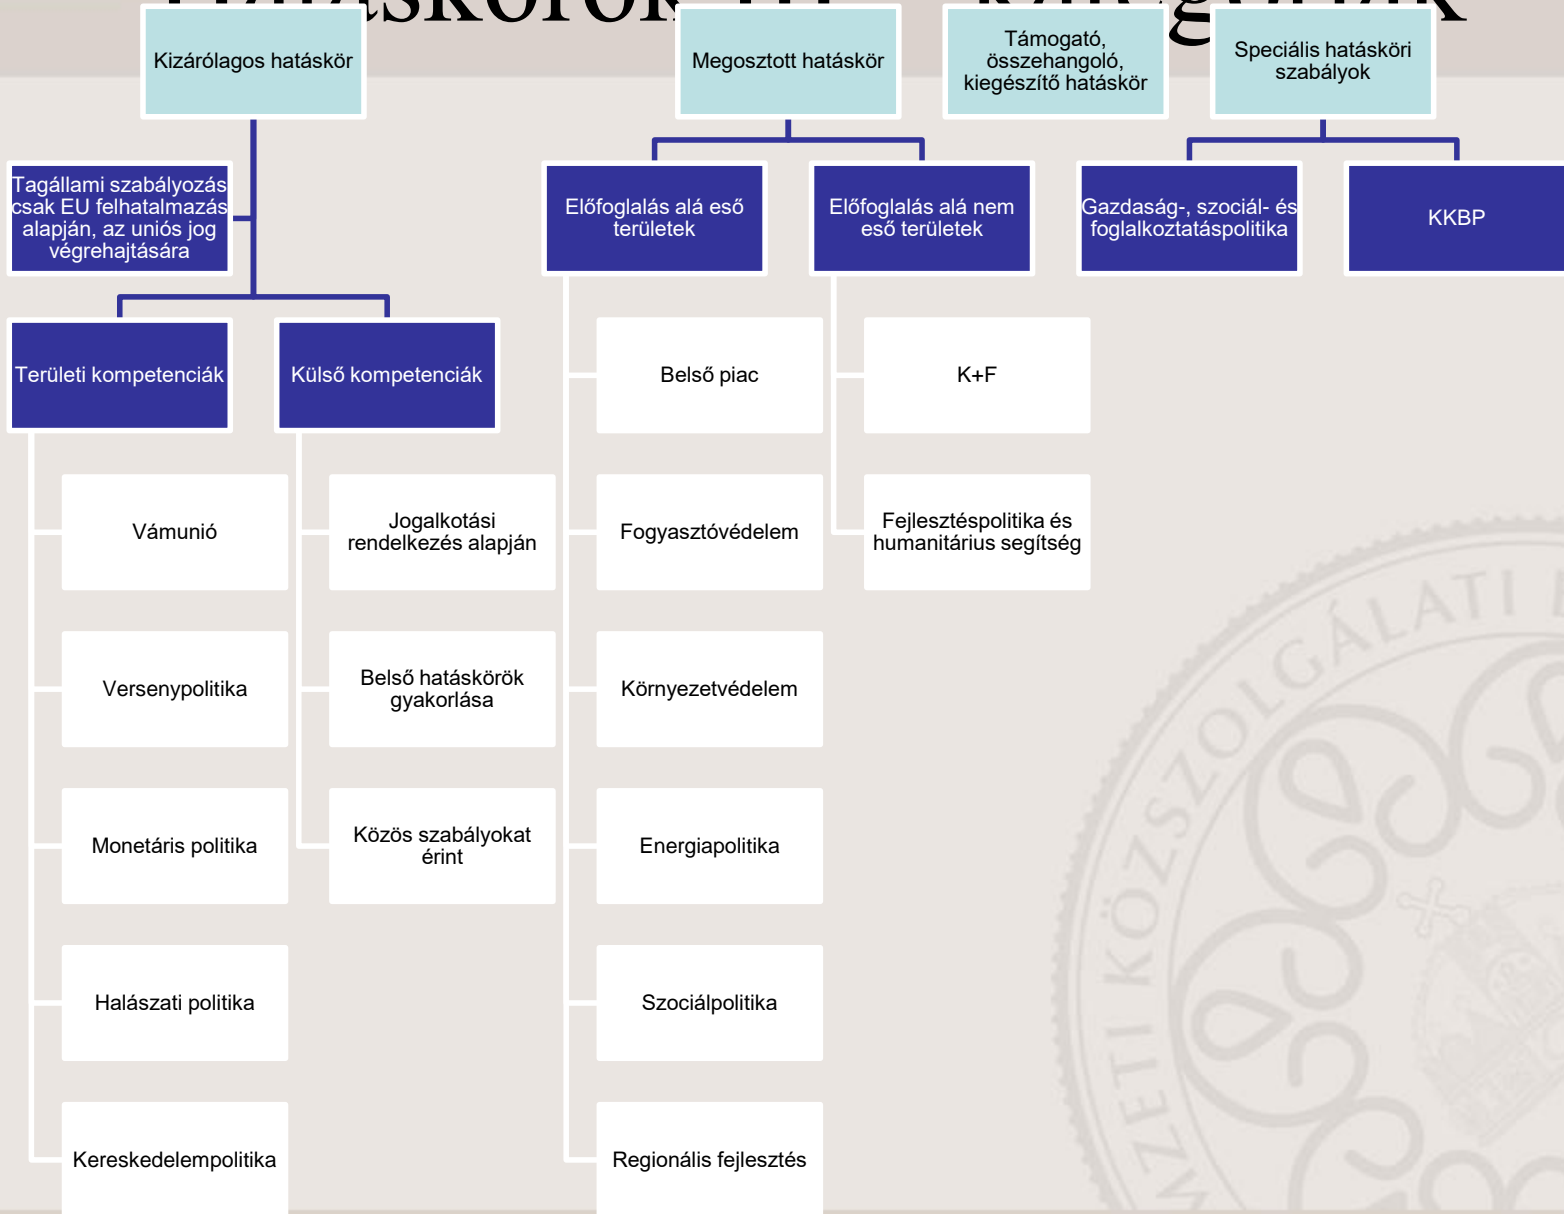 Kizárólagos hatáskör
Megosztott hatáskör
Támogató,
összehangoló,
kiegészítő hatáskör
Speciális hatásköri
szabályok
Tagállami szabályozás
csak EU felhatalmazás
alapján, az uniós jog
végrehajtására
Előfoglalás alá eső
területek
Előfoglalás alá nem
eső területek
Gazdaság-, szociál- és
foglalkoztatáspolitika
KKBP
Területi kompetenciák
Külső kompetenciák
Vámunió
Versenypolitika
Monetáris politika
Halászati politika
Kereskedelempolitika
Jogalkotási
rendelkezés alapján
Belső hatáskörök
gyakorlása
Közös szabályokat
érint
Belső piac
Fogyasztóvédelem
Környezetvédelem
Energiapolitika
Szociálpolitika
Regionális fejlesztés
K+F
Fejlesztéspolitika és
humanitárius segítség